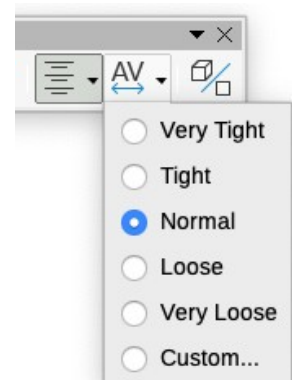 AV
Very Tight
Tight
Normal
Loose
Very Loose
Custom...